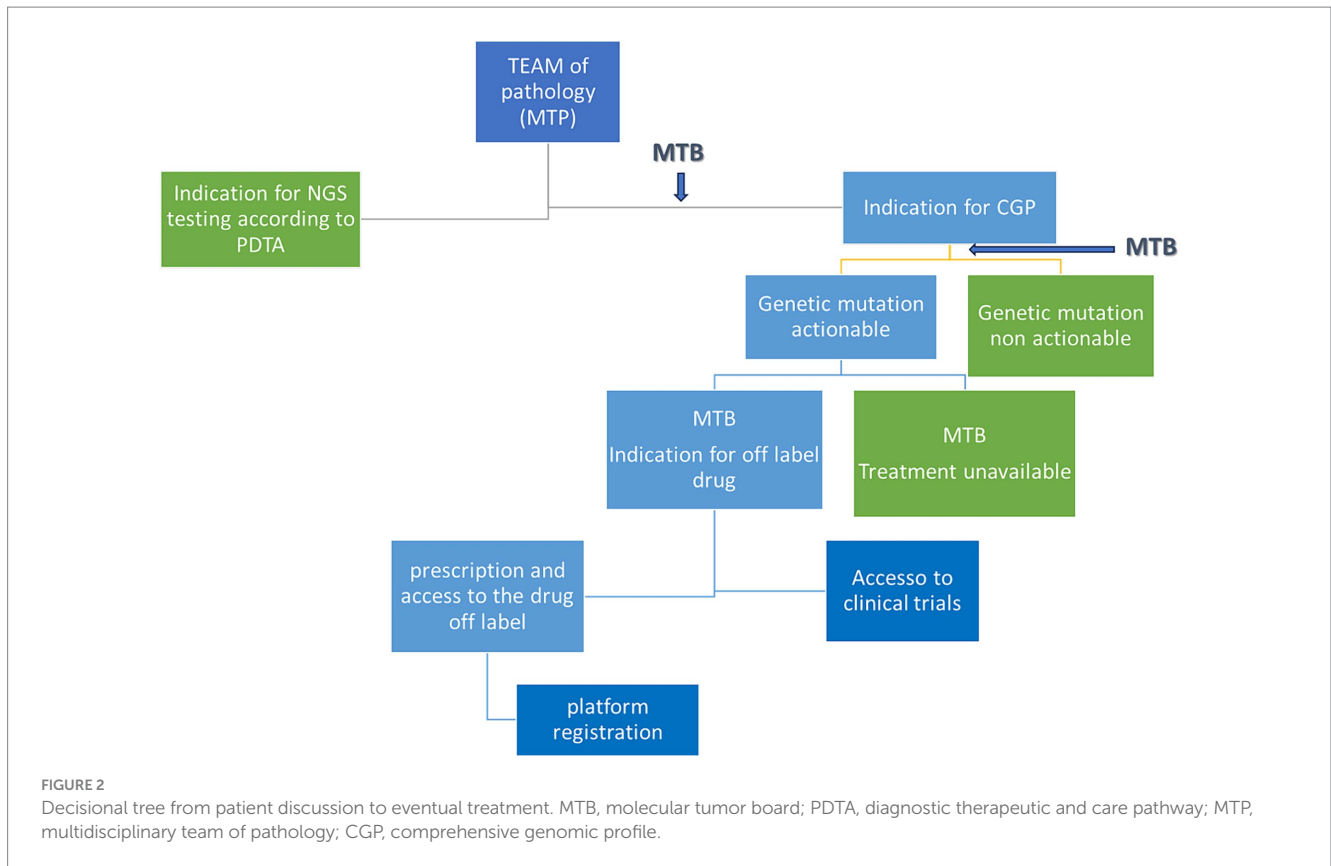 TEAM of
pathology
(MTP)
MTB
Indication for NGS
testing according to
PDTA
Indication for CGP
MTB
Genetic mutation
actionable
Genetic mutation
non actionable
MTB
Indication for off label
drug
MTB
Treatment unavailable
prescription and
access to the drug
off label
Accesso to
clinical trials
platform
registration
FIGURE 2
Decisional tree from patient discussion to eventual treatment. MTB, molecular tumor board; PDTA, diagnostic therapeutic and care pathway; MTP,
multidisciplinary team of pathology; CGP, comprehensive genomic profile.